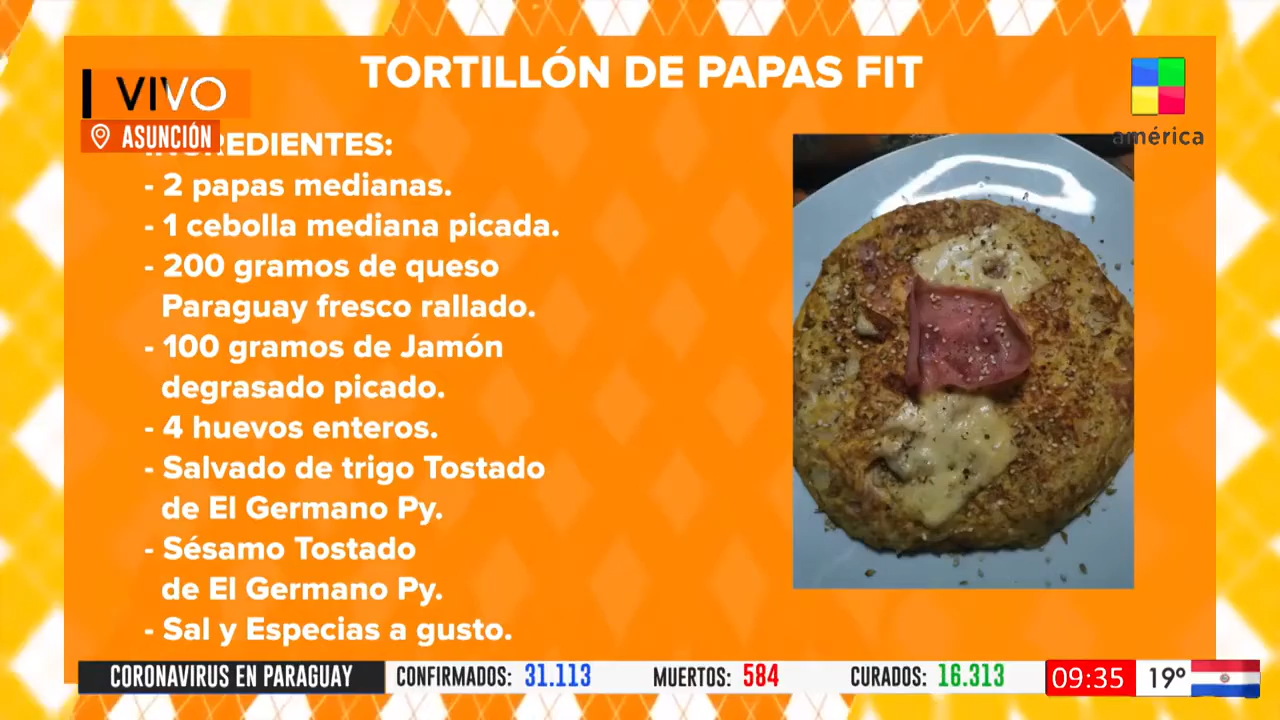 TORTILLÓN DE PAPAS FIT
VIVO
ASUNCIÓN
américa
REDIENTES:
- 2 papas medianas.
- 1 cebolla mediana picada.
- 200 gramos de queso
Paraguay fresco rallado.
- 100 gramos de Jamón
degrasado picado.
- 4 huevos enteros.
- Salvado de trigo Tostado
de El Germano Py.
- Sésamo Tostado
de El Germano Py.
- Sal y Especias a gusto.
CORONAVIRUS EN PARAGUAY CONFIRMADOS: 31.113 MUERTOS: 584 CURADOS: 16.313 09:35 19º